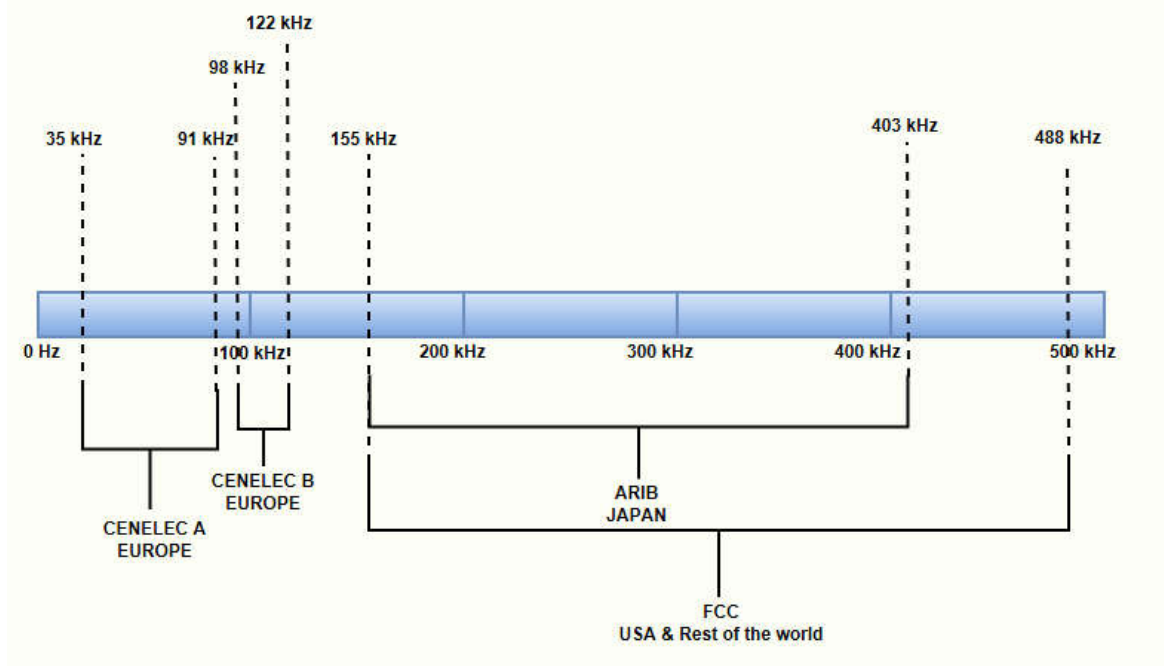 122 kHz
98 kHz
35 kHz
91 kHz
155 kHz
403 kHz
488 kHz
0 Hz
100 kHz
200 kHz
300 kHz
400 kHz
500 kHz
CENELEC A
EUROPE
CENELEC B
EUROPE
ARIB
JAPAN
FCC
USA & Rest of the world